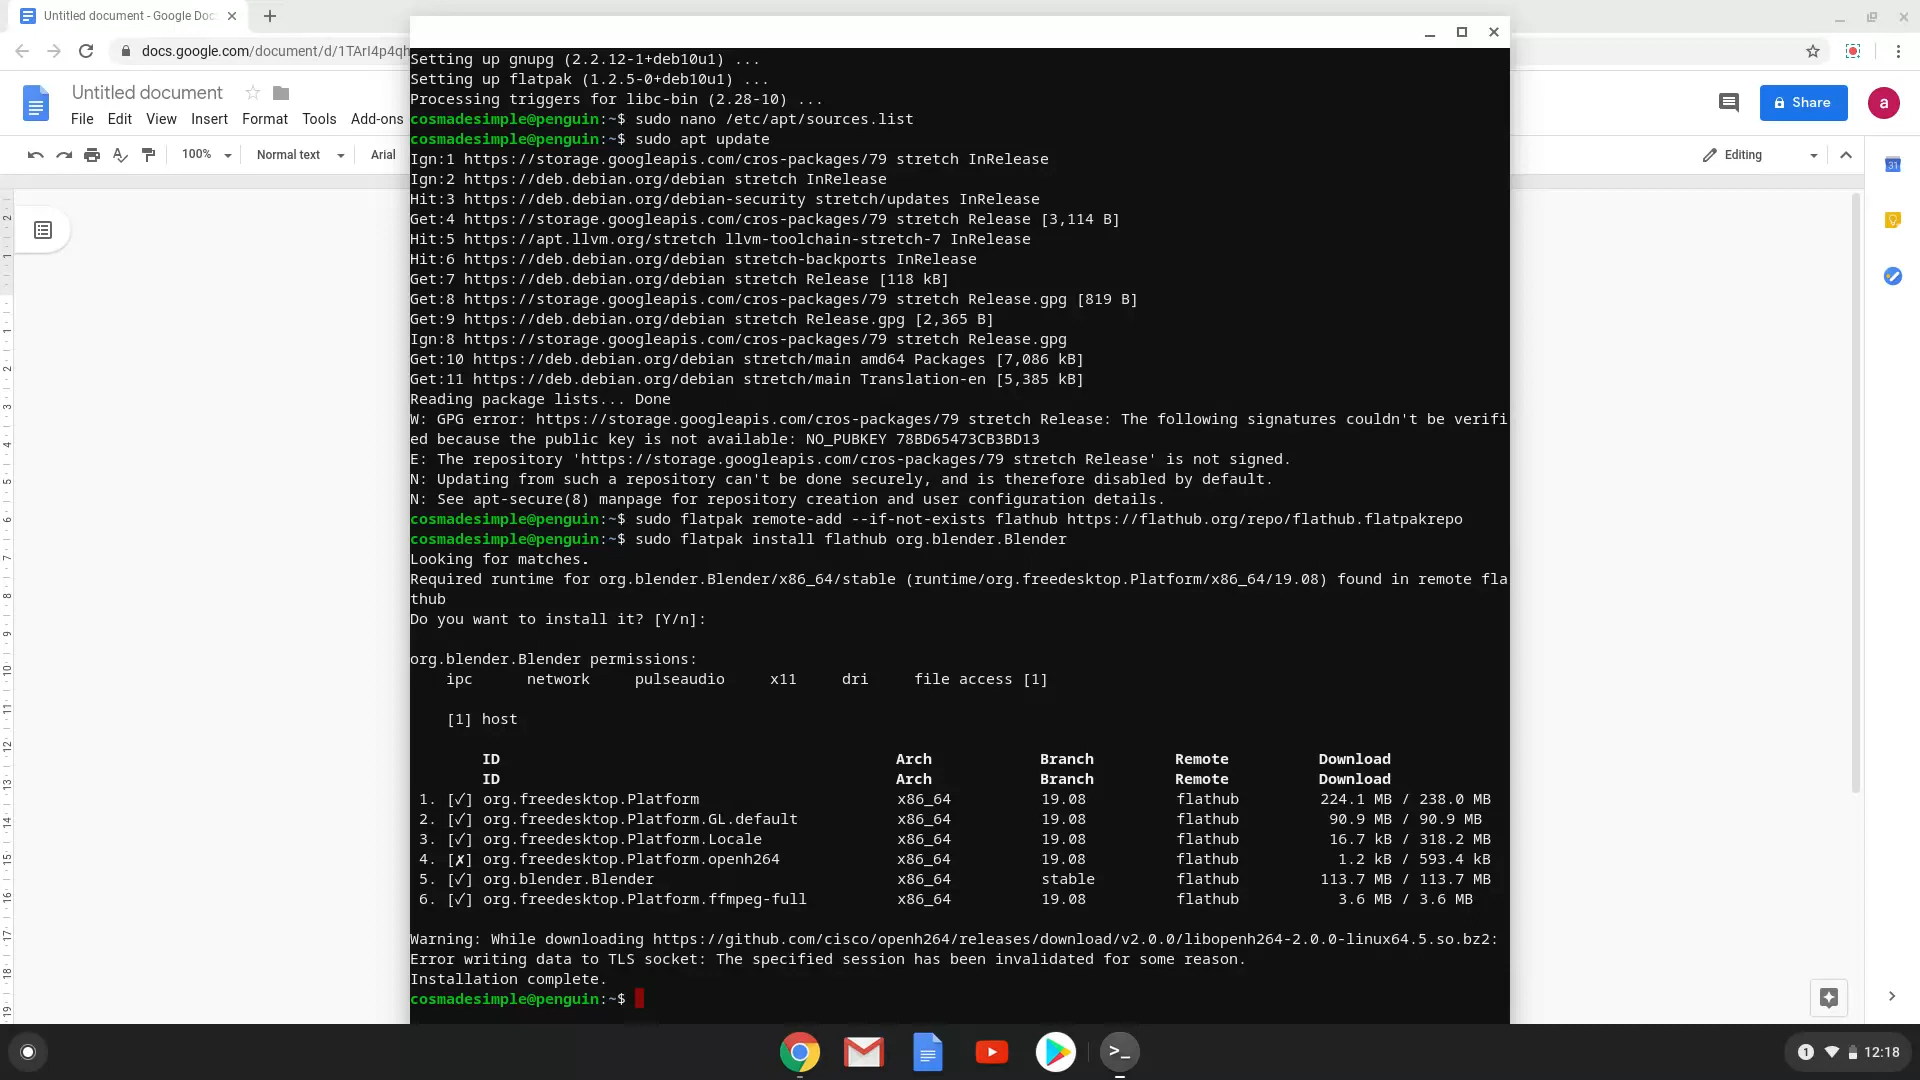 Untitled document - Google Doc
docs.google.com/document/d/1TArI4p4qh
Untitled document
File Edit View Insert Format Tools Add-ons
Share
a
100% Normal text Arial
Editing
Setting up gnupg (2.2.12-1+deb10u1) ...
Setting up flatpak (1.2.5-0+deb10u1) ...
Processing triggers for libc-bin (2.28-10) ...
cosmadesimple@penguin:~$ sudo nano /etc/apt/sources.list
cosmadesimple@penguin:~$ sudo apt update
Ign:1 https://storage.googleapis.com/cros-packages/79 stretch InRelease
Ign:2 https://deb.debian.org/debian stretch InRelease
Hit:3 https://deb.debian.org/debian-security stretch/updates InRelease
Get:4 https://storage.googleapis.com/cros-packages/79 stretch Release [3,114 B]
Hit:5 https://apt.llvm.org/stretch llvm-toolchain-stretch-7 InRelease
Hit:6 https://deb.debian.org/debian stretch-backports InRelease
Get:7 https://deb.debian.org/debian stretch Release [118 kB]
Get:8 https://storage.googleapis.com/cros-packages/79 stretch Release.gpg [819 B]
Get:9 https://deb.debian.org/debian stretch Release.gpg [2,365 B]
Ign:8 https://storage.googleapis.com/cros-packages/79 stretch Release.gpg
Get:10 https://deb.debian.org/debian stretch/main amd64 Packages [7,086 kB]
Get:11 https://deb.debian.org/debian stretch/main Translation-en [5,385 kB]
Reading package lists... Done
W: GPG error: https://storage.googleapis.com/cros-packages/79 stretch Release: The following signatures couldn't be verifi
ed because the public key is not available: NO_PUBKEY 78BD65473CB3BD13
E: The repository 'https://storage.googleapis.com/cros-packages/79 stretch Release' is not signed.
N: Updating from such a repository can't be done securely, and is therefore disabled by default.
N: See apt-secure(8) manpage for repository creation and user configuration details.
cosmadesimple@penguin:~$ sudo flatpak remote-add --if-not-exists flathub https://flathub.org/repo/flathub.flatpakrepo
cosmadesimple@penguin:~$ sudo flatpak install flathub org.blender.Blender
Looking for matches.
Required runtime for org.blender.Blender/x86_64/stable (runtime/org.freedesktop.Platform/x86_64/19.08) found in remote fla
thub
Do you want to install it? [Y/n]:
org.blender.Blender permissions:
ipc network pulseaudio x11 dri file access [1]
[1] host
ID Arch Branch Remote Download
ID Arch Branch Remote Download
1. [✓] org.freedesktop.Platform x86_64 19.08 flathub 224.1 MB / 238.0 MB
2. [✓] org.freedesktop.Platform.GL.default x86_64 19.08 flathub 90.9 MB / 90.9 MB
3. [✓] org.freedesktop.Platform.Locale x86_64 19.08 flathub 16.7 kB / 318.2 MB
4. [✗] org.freedesktop.Platform.openh264 x86_64 19.08 flathub 1.2 kB / 593.4 kB
5. [✓] org.blender.Blender x86_64 stable flathub 113.7 MB / 113.7 MB
6. [✓] org.freedesktop.Platform.ffmpeg-full x86_64 19.08 flathub 3.6 MB / 3.6 MB
Warning: While downloading https://github.com/cisco/openh264/releases/download/v2.0.0/libopenh264-2.0.0-linux64.5.so.bz2:
Error writing data to TLS socket: The specified session has been invalidated for some reason.
Installation complete.
cosmadesimple@penguin:~$
2
1
1
2
3
4
5
6
7
8
9
10
11
12
13
14
15
16
17
18
19
31
>_
1 12:18